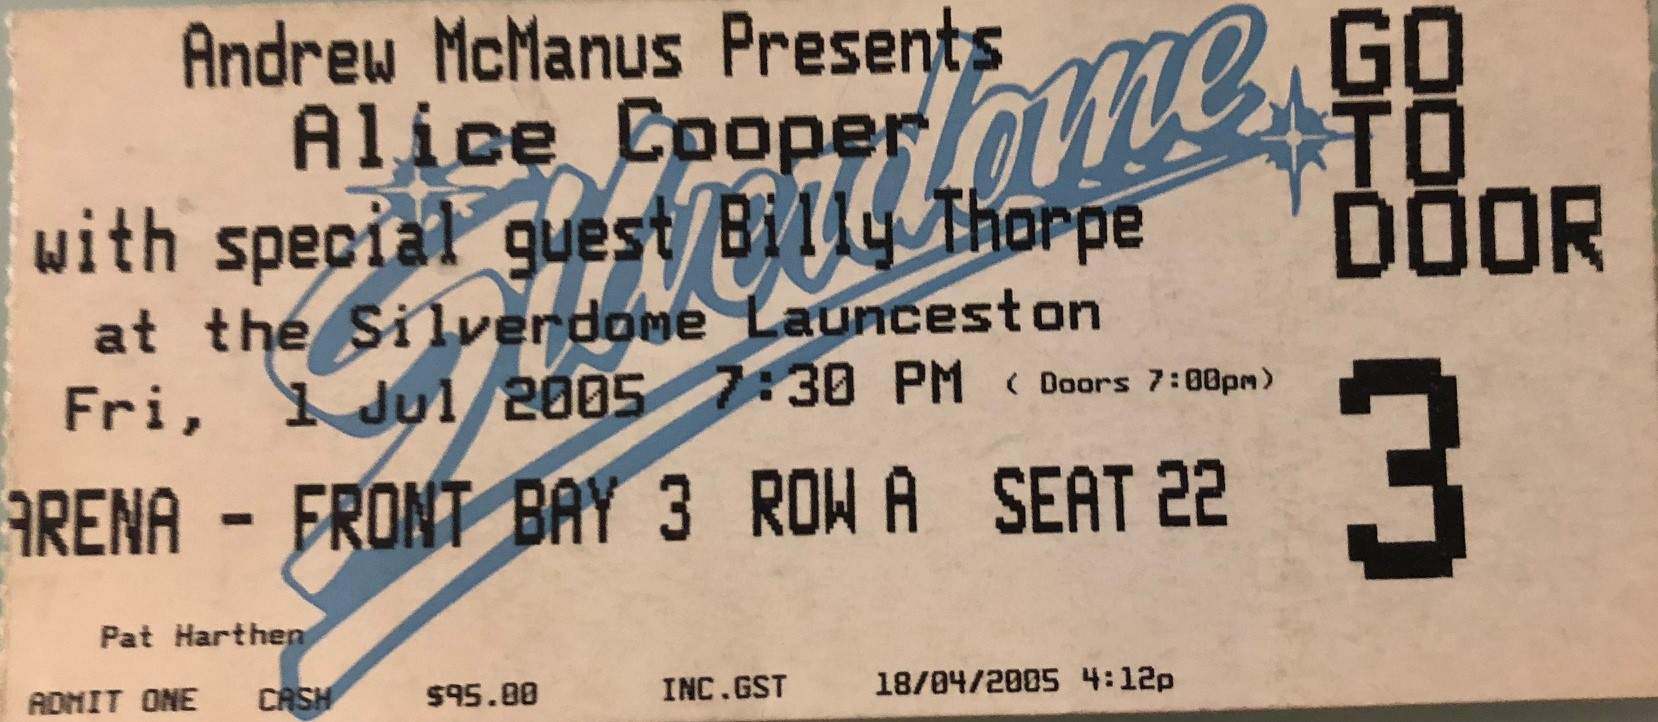 Andrew McManus Presents
Alice Cooper
with special guest Billy Thorpe
at the Silverdome Launceston
Fri, 1 Jul 2005 7:30 PM ( Doors 7:00pm)
ARENA - FRONT BAY 3 ROW A SEAT 22
Pat Harthen
ADMIT ONE CASH $95.00 INC.GST 18/04/2005 4:12p
GO
TO
DOOR
3
Silverdome